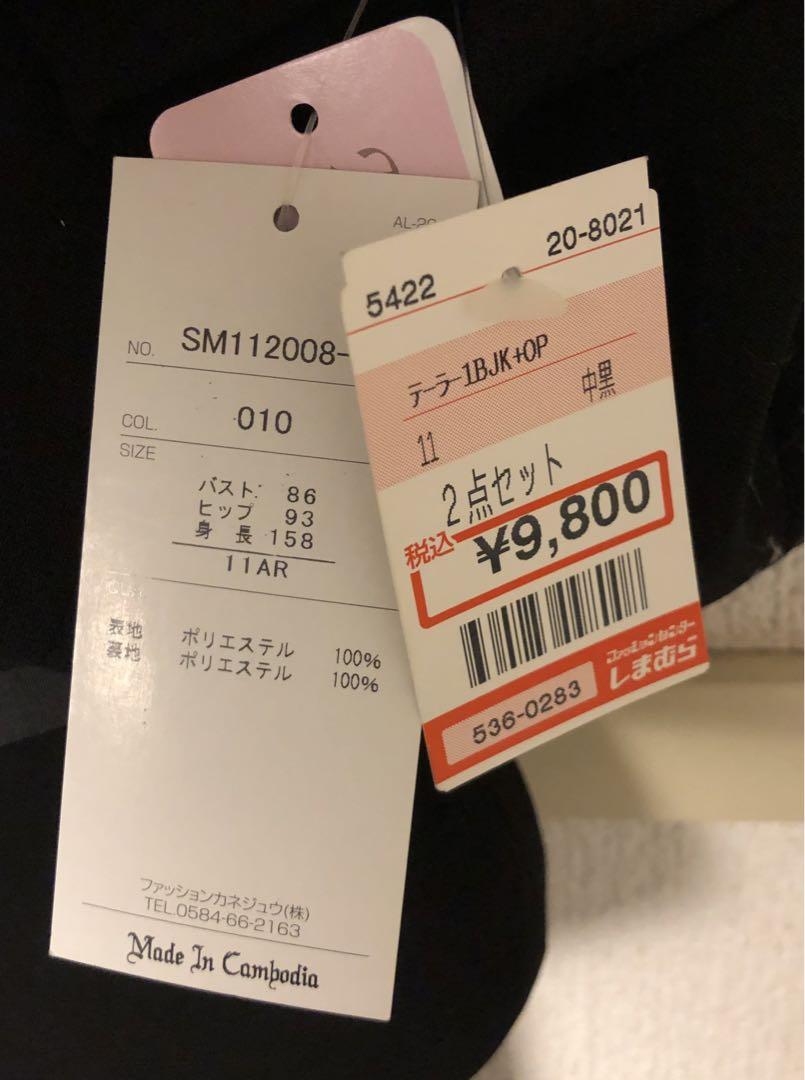 AL-20
NO. SM112008-
COL. 010
SIZE
バスト: 86
ヒップ 93
身 長 158
11AR
表地 ポリエステル 100%
裏地 ポリエステル 100%
ファッションカネジュウ(株)
TEL.0584-66-2163
Made In Cambodia
5422 20-8021
テーラー1BJK+OP
11 中黒
2点セット
税込 ¥9,800
ファッションセンター
しまむら
536-0283